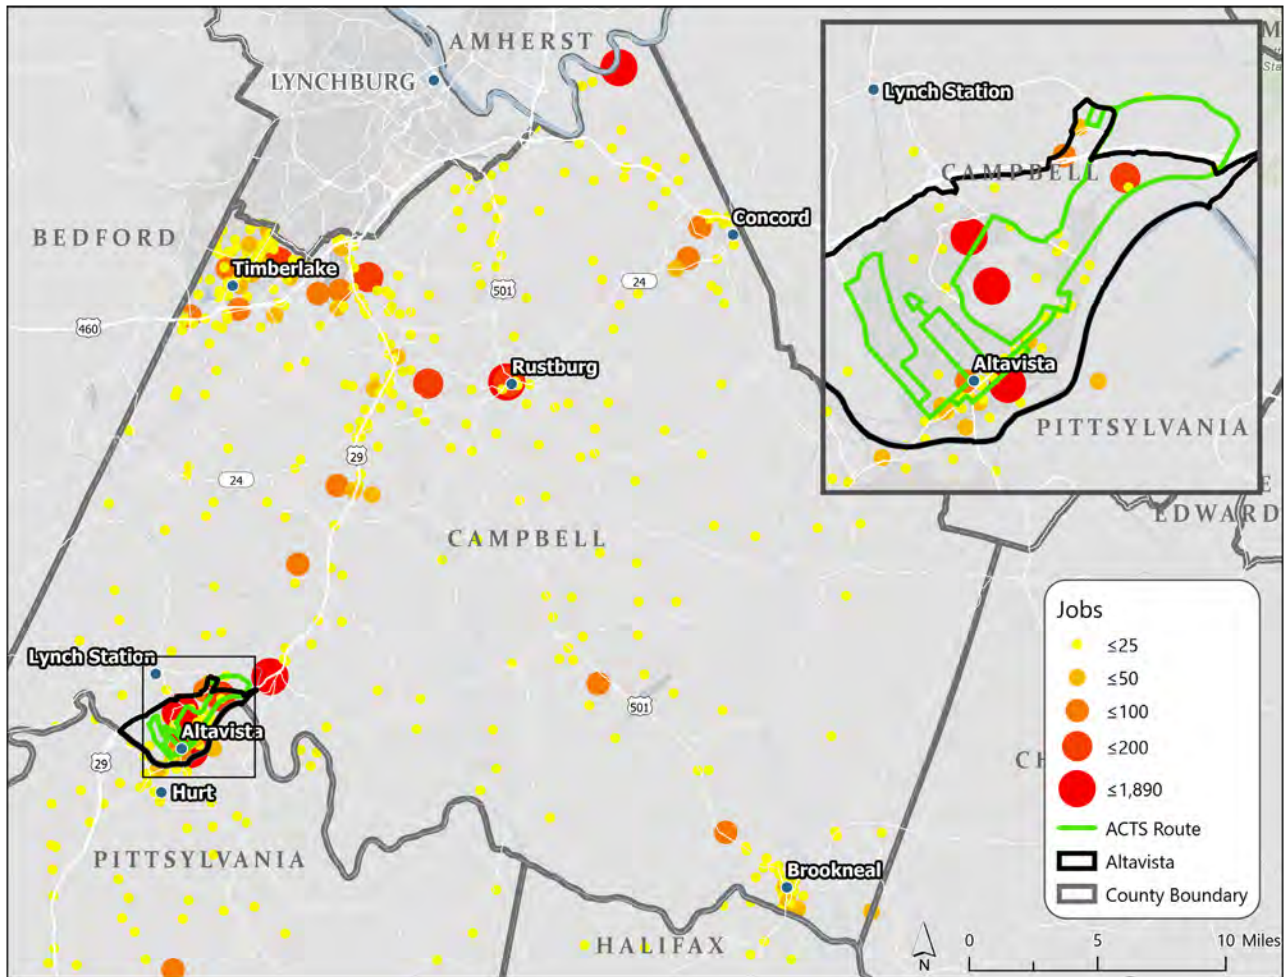 AMHERST
LYNCHBURG
M
Sta
Lynch Station
CAMPBELL
BEDFORD
Concord
Timberlake
24
501
460
Altavista
Rustburg
PITTSYLVANIA
29
24
E
EDWARD
CAMPBELL
Jobs
≤25
Lynch Station
≤50
501
≤100
Altavista
≤200
29
CH
Hurt
≤1,890
ACTS Route
PITTSYLVANIA
Altavista
Brookneal
County Boundary
HALIFAX
0
5
10 Miles
N